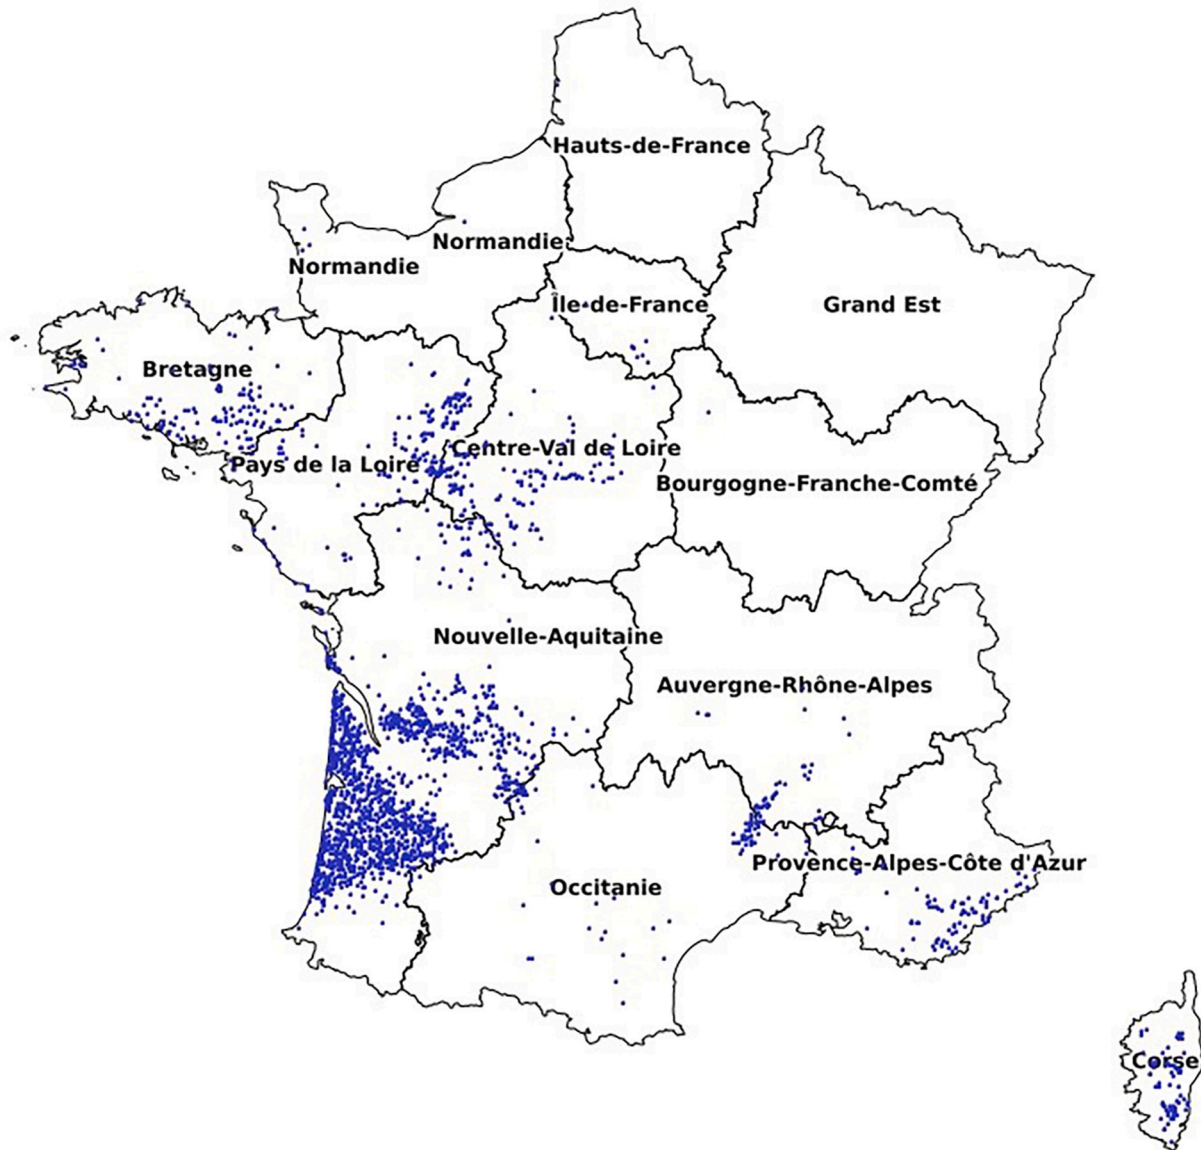 Hauts-de-France
Normandie
Normandie
Île-de-France
Grand Est
Bretagne
Centre-Val de Loire
Pays de la Loire
Bourgogne-Franche-Comté
Nouvelle-Aquitaine
Auvergne-Rhône-Alpes
Provence-Alpes-Côte d'Azur
Occitanie
Corse